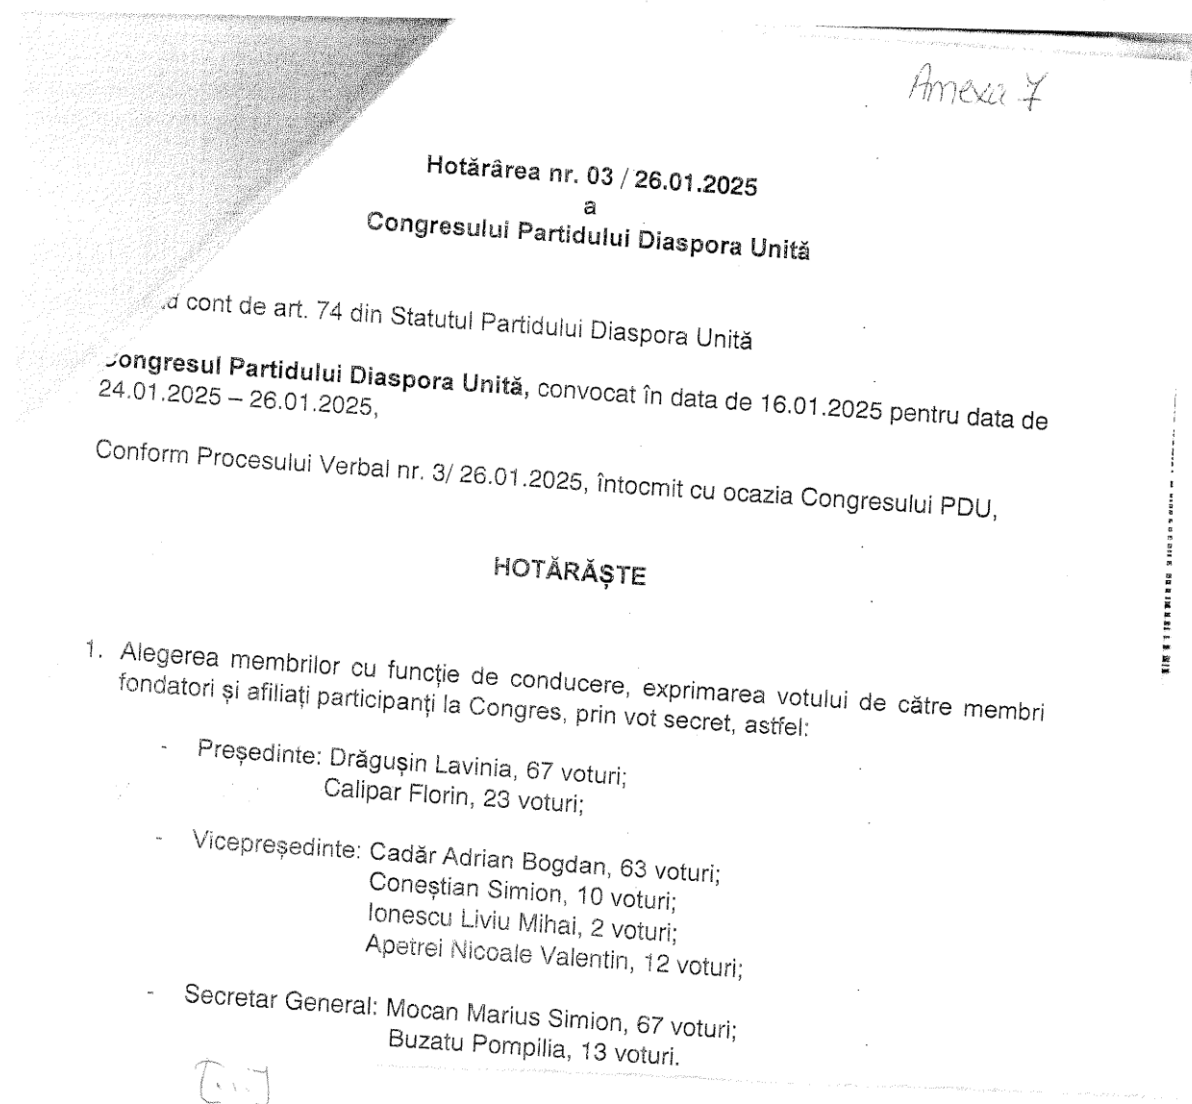 Anexa 7
Hotărârea nr. 03 / 26.01.2025
a
Congresului Partidului Diaspora Unită
cont de art. 74 din Statutul Partidului Diaspora Unită
Congresul Partidului Diaspora Unită, convocat în data de 16.01.2025 pentru data de
24.01.2025 – 26.01.2025,
Conform Procesului Verbal nr. 3/ 26.01.2025, întocmit cu ocazia Congresului PDU,
HOTĂRĂȘTE
1. Alegerea membrilor cu funcție de conducere, exprimarea votului de către membri
fondatori și afiliați participanți la Congres, prin vot secret, astfel:
- Președinte: Drăgușin Lavinia, 67 voturi;
Calipar Florin, 23 voturi;
- Vicepreședinte: Cadăr Adrian Bogdan, 63 voturi;
Coneștian Simion, 10 voturi;
Ionescu Liviu Mihai, 2 voturi;
Apetrei Nicoale Valentin, 12 voturi;
- Secretar General: Mocan Marius Simion, 67 voturi;
Buzatu Pompilia, 13 voturi.
[...]